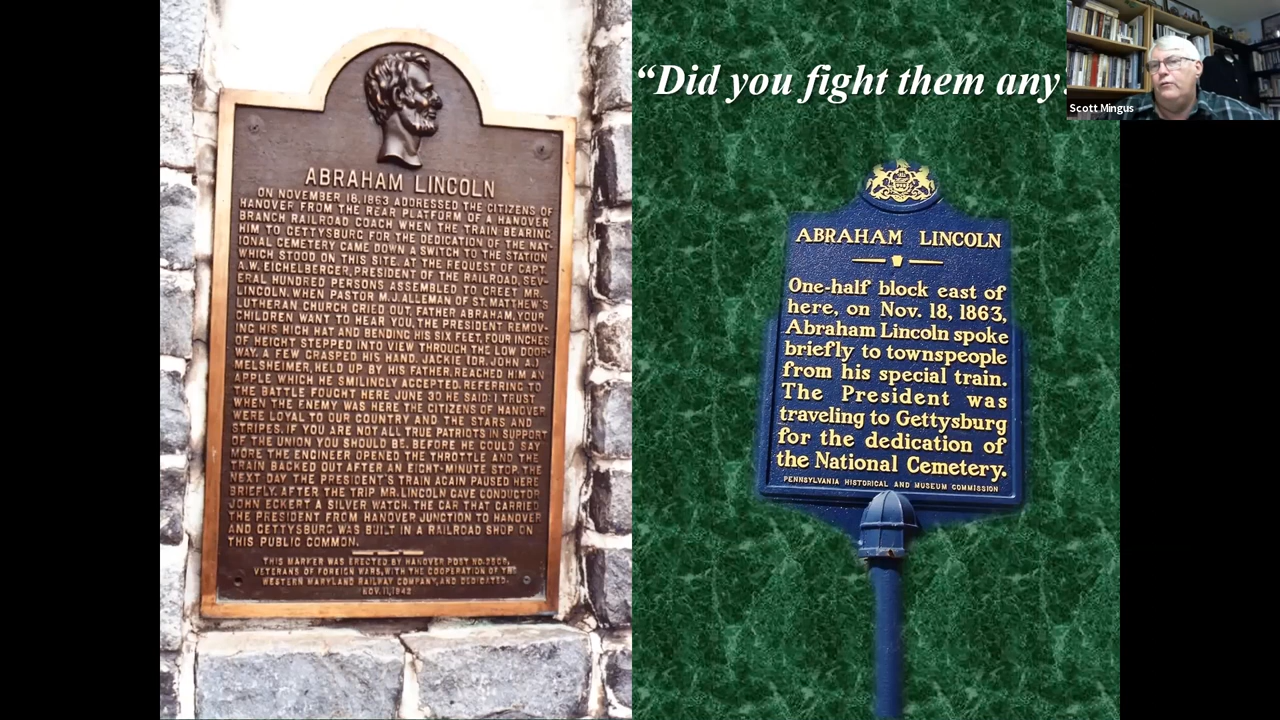 ABRAHAM LINCOLN
ON NOVEMBER 18, 1863 ADDRESSED THE CITIZENS OF
HANOVER FROM THE REAR PLATFORM OF A HANOVER
BRANCH RAILROAD COACH WHEN THE TRAIN BEARING
HIM TO GETTYSBURG FOR THE DEDICATION OF THE NAT-
IONAL CEMETERY CAME DOWN A SWITCH TO THE STATION
WHICH STOOD ON THIS SITE. AT THE REQUEST OF CAPT.
A.W. EICHELBERGER, PRESIDENT OF THE RAILROAD, SEV-
ERAL HUNDRED PERSONS ASSEMBLED TO GREET MR.
LINCOLN. WHEN PASTOR M.J. ALLEMAN OF ST. MATTHEW'S
LUTHERAN CHURCH CRIED OUT, FATHER ABRAHAM, YOUR
CHILDREN WANT TO HEAR YOU, THE PRESIDENT REMOV-
ING HIS HIGH HAT AND BENDING HIS SIX FEET, FOUR INCHES
OF HEIGHT STEPPED INTO VIEW THROUGH THE LOW DOOR-
WAY. A FEW GRASPED HIS HAND. JACKIE (DR. JOHN A.)
MELSHEIMER, HELD UP BY HIS FATHER, REACHED HIM AN
APPLE WHICH HE SMILINGLY ACCEPTED. REFERRING TO
THE BATTLE FOUGHT HERE JUNE 30 HE SAID: I TRUST
WHEN THE ENEMY WAS HERE THE CITIZENS OF HANOVER
WERE LOYAL TO OUR COUNTRY AND THE STARS AND
STRIPES. IF YOU ARE NOT ALL TRUE PATRIOTS IN SUPPORT
OF THE UNION YOU SHOULD BE. BEFORE HE COULD SAY
MORE THE ENGINEER OPENED THE THROTTLE AND THE
TRAIN BACKED OUT AFTER AN EIGHT-MINUTE STOP. THE
NEXT DAY THE PRESIDENT'S TRAIN AGAIN PAUSED HERE
BRIEFLY. AFTER THE TRIP MR. LINCOLN GAVE CONDUCTOR
JOHN ECKERT A SILVER WATCH. THE CAR THAT CARRIED
THE PRESIDENT FROM HANOVER JUNCTION TO HANOVER
AND GETTYSBURG WAS BUILT IN A RAILROAD SHOP ON
THIS PUBLIC COMMON.
THIS MARKER WAS ERECTED BY HANOVER POST NO.
VETERANS OF FOREIGN WARS, WITH THE COOPERATION OF THE
WESTERN MARYLAND RAILWAY COMPANY, AND DEDICATED.
NOV. 11, 1942
“Did you fight them any
Scott Mingus
ABRAHAM LINCOLN
One-half block east of
here, on Nov. 18, 1863,
Abraham Lincoln spoke
briefly to townspeople
from his special train.
The President was
traveling to Gettysburg
for the dedication of
the National Cemetery.
PENNSYLVANIA HISTORICAL AND MUSEUM COMMISSION